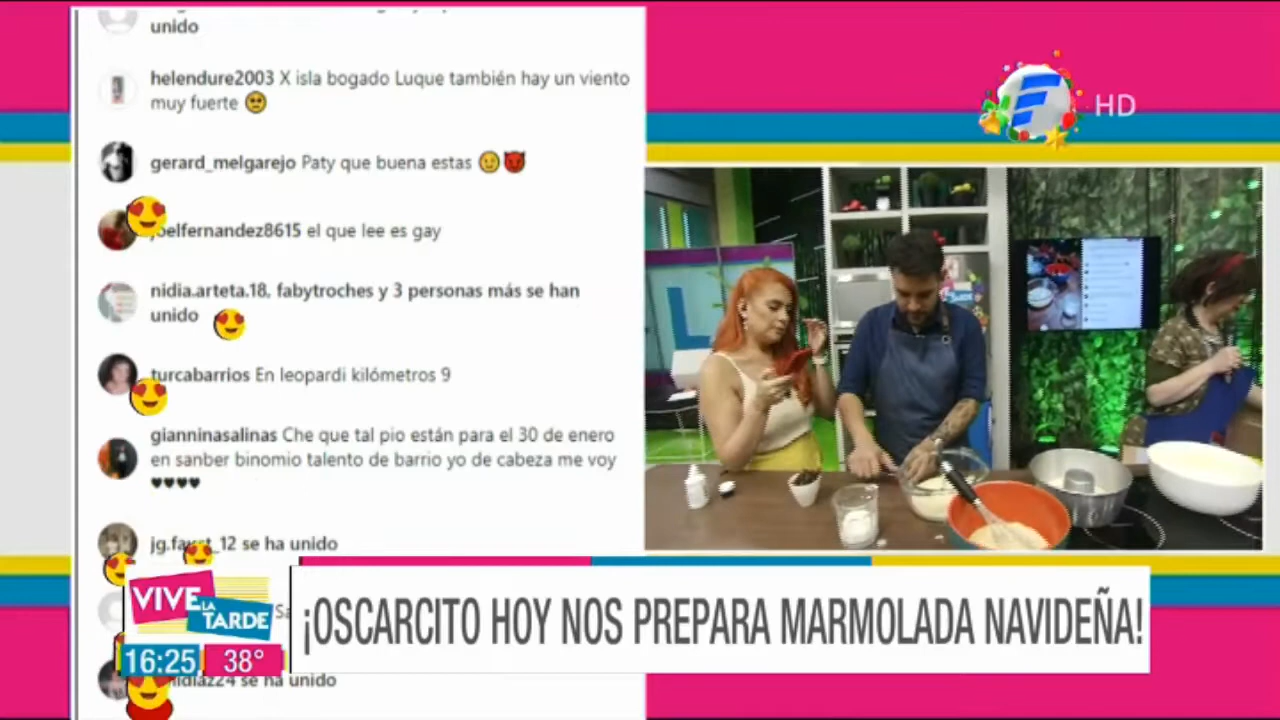 unido
helendure2003 X isla bogado Luque también hay un viento
muy fuerte 🥺
gerard_melgarejo Paty que buena estas 😉😈
joelfernandez8615 el que lee es gay
nidia.arteta.18, fabytroches y 3 personas más se han
unido
turcabarrios En leopardi kilómetros 9
gianninasalinas Che que tal pio están para el 30 de enero
en sanber binomio talento de barrio yo de cabeza me voy
♥♥♥♥
jg.faust_12 se ha unido
se ha unido
HD
L
VIVE
LA
TARDE
16:25 38°
¡OSCARCITO HOY NOS PREPARA MARMOLADA NAVIDEÑA!